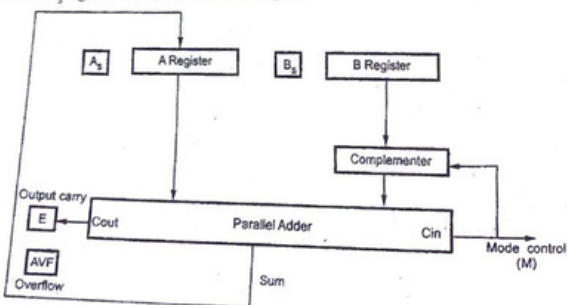 As A Register Bs B Register
Complementer
Output carry
E Cout Parallel Adder Cin
Mode control
(M)
AVF
Overflow Sum